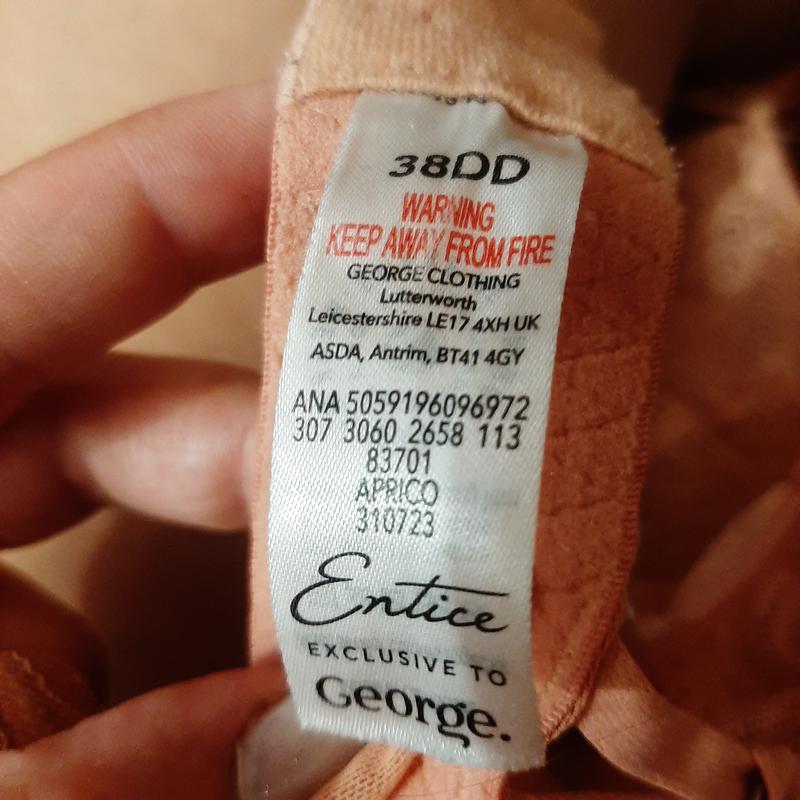 38DD
WARNING
KEEP AWAY FROM FIRE
GEORGE CLOTHING
Lutterworth
Leicestershire LE17 4XH UK
ASDA, Antrim, BT41 4GY
ANA 5059196096972
307 3060 2658 113
83701
APRICO
310723
Entice
EXCLUSIVE TO
George.